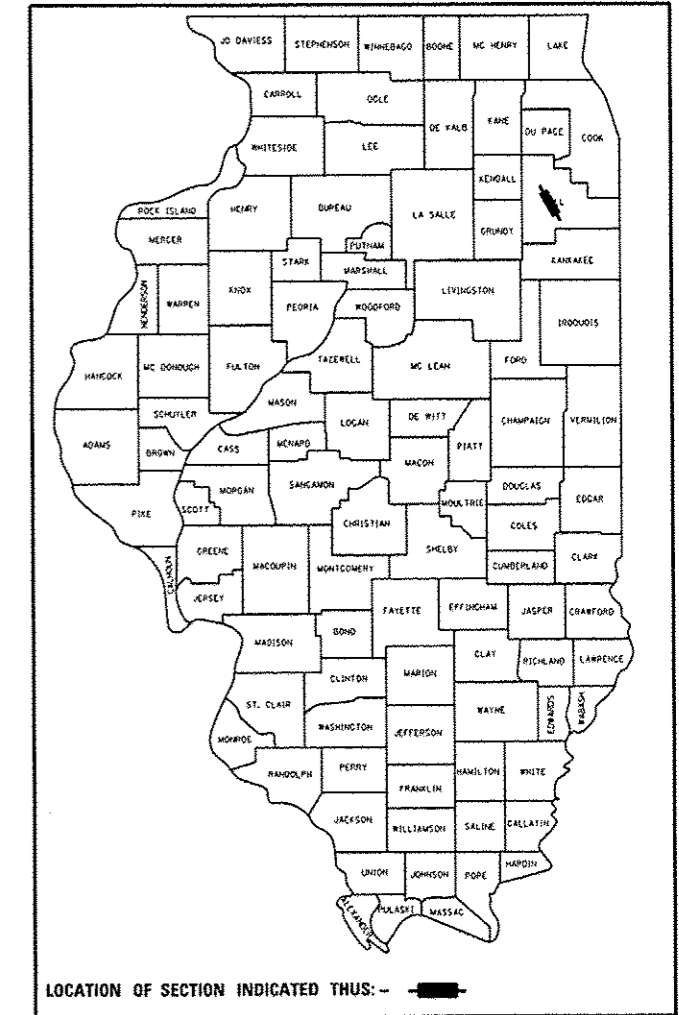 JO DAVIESS STEPHENSON WINNEBAGO BOONE MC HENRY LAKE
CARROLL OGLE DE KALB KANE DU PAGE COOK
WHITESIDE LEE KENDALL
ROCK ISLAND HENRY BUREAU LA SALLE GRUNDY
MERCER PUTNAM KANKAKEE
STARK MARSHALL
HENDERSON WARREN KNOX PEORIA WOODFORD LIVINGSTON IROQUOIS
HANCOCK MC DONOUGH FULTON TAZEWELL MC LEAN FORD
MASON
SCHUYLER LOGAN DE WITT CHAMPAIGN VERMILION
ADAMS BROWN CASS MENARD MACON PIATT
PIKE SCOTT MORGAN SANGAMON CHRISTIAN MOULTRIE DOUGLAS EDGAR
COLES
CALHOUN GREENE MACOUPIN MONTGOMERY SHELBY CUMBERLAND CLARK
JERSEY FAYETTE EFFINGHAM JASPER CRAWFORD
MADISON BOND
CLINTON MARION CLAY RICHLAND LAWRENCE
ST. CLAIR WASHINGTON JEFFERSON WAYNE EDWARDS WABASH
MONROE
RANDOLPH PERRY FRANKLIN HAMILTON WHITE
JACKSON WILLIAMSON SALINE GALLATIN
UNION JOHNSON POPE HARDIN
ALEXANDER PULASKI MASSAC
LOCATION OF SECTION INDICATED THUS: -